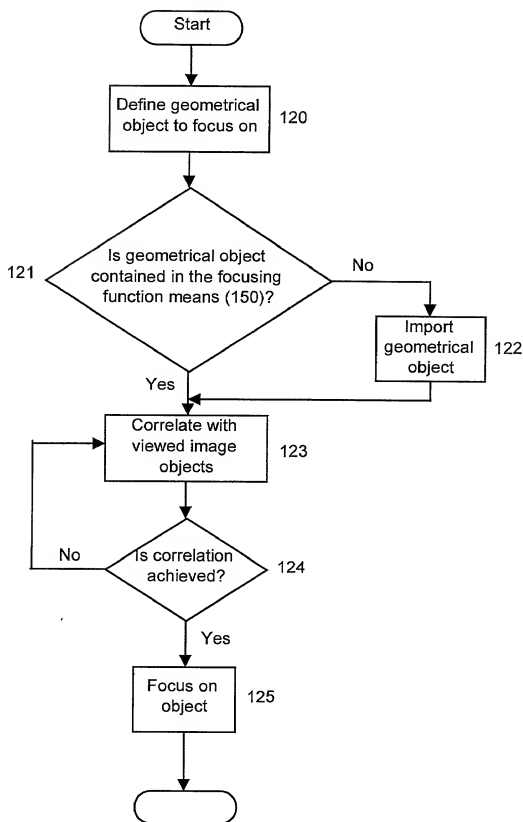 Start
Define geometrical
object to focus on
120
121
Is geometrical object
contained in the focusing
function means (150)?
No
Import
geometrical
object
122
Yes
Correlate with
viewed image
objects
123
No
Is correlation
achieved?
124
Yes
Focus on
object
125